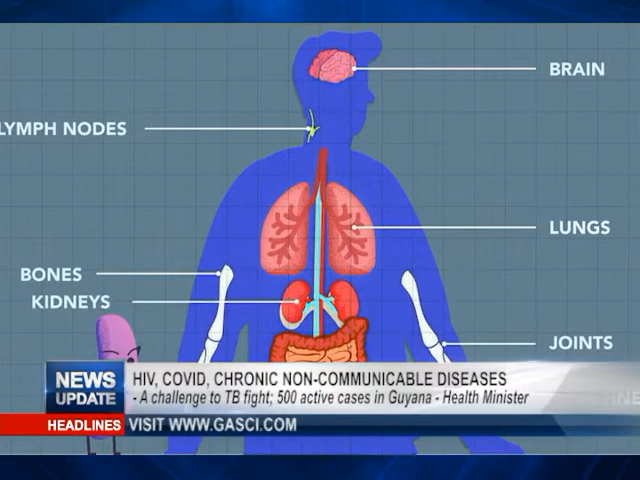 BRAIN
LYMPH NODES
LUNGS
BONES
KIDNEYS
JOINTS
NEWS
UPDATE
HIV, COVID, CHRONIC NON-COMMUNICABLE DISEASES
- A challenge to TB fight; 500 active cases in Guyana - Health Minister
HEADLINES
VISIT WWW.GASCI.COM